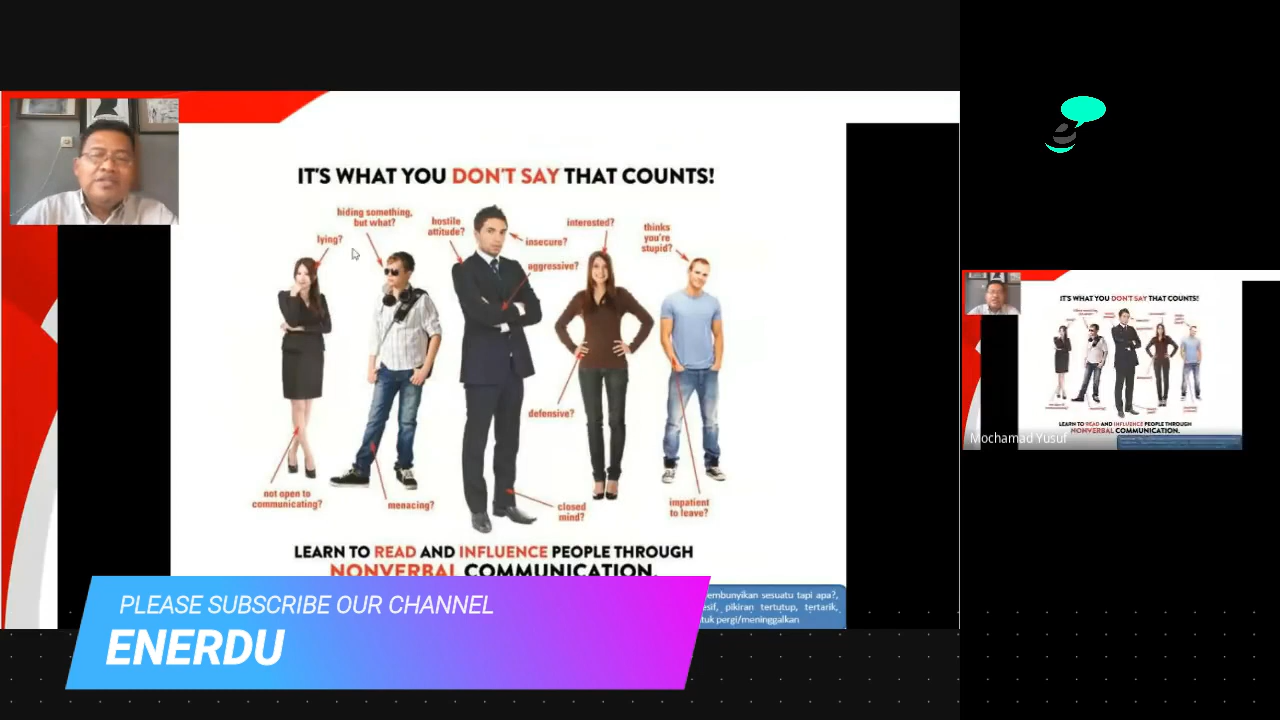 IT'S WHAT YOU DON'T SAY THAT COUNTS!
hiding something,
but what?
lying?
hostile
attitude?
insecure?
aggressive?
interested?
thinks
you're
stupid?
defensive?
not open to
communicating?
menacing?
closed
mind?
impatient
to leave?
LEARN TO READ AND INFLUENCE PEOPLE THROUGH
NONVERBAL COMMUNICATION.
sesuatu tapi apa?,
pikiran tertutup, tertarik,
pergi/meninggalkan
PLEASE SUBSCRIBE OUR CHANNEL
ENERDU
IT'S WHAT YOU DON'T SAY THAT COUNTS!
LEARN TO READ AND INFLUENCE PEOPLE THROUGH
NONVERBAL COMMUNICATION.
Mochamad Yusuf